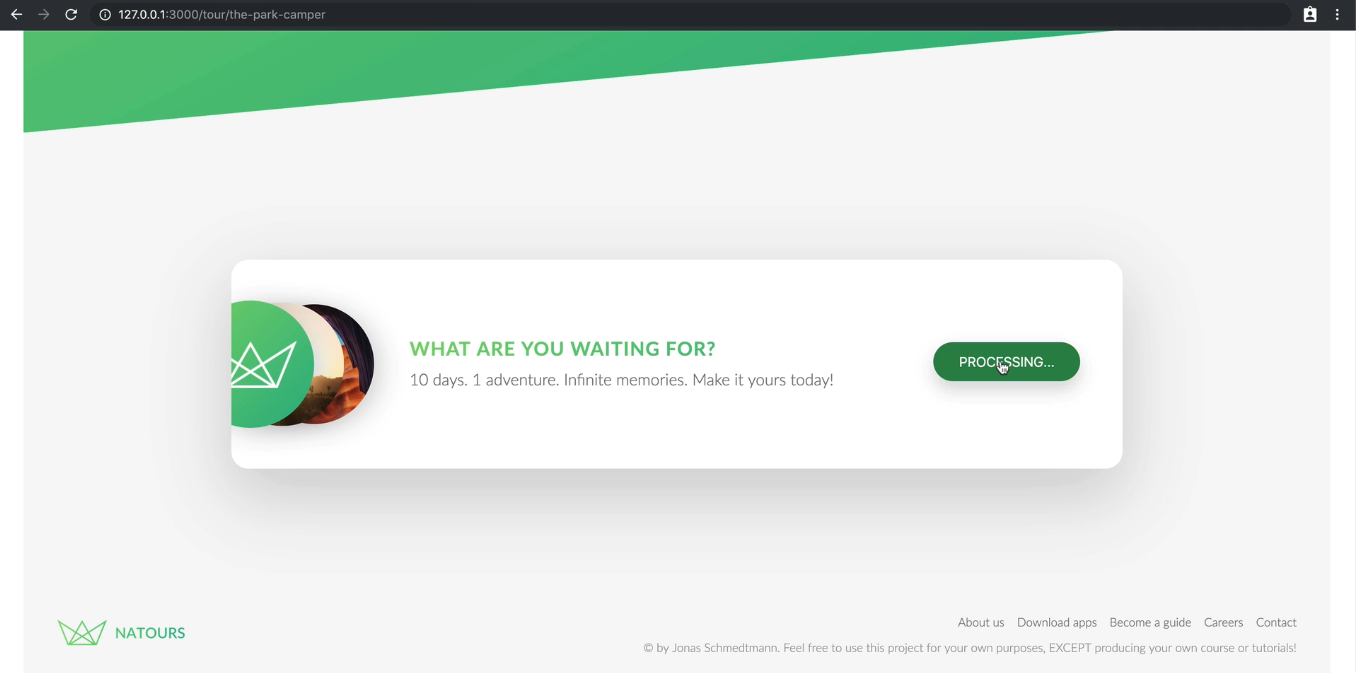 127.0.0.1:3000/tour/the-park-camper
WHAT ARE YOU WAITING FOR?
10 days. 1 adventure. Infinite memories. Make it yours today!
PROCESSING...
NATOURS
About us Download apps Become a guide Careers Contact
© by Jonas Schmedtmann. Feel free to use this project for your own purposes, EXCEPT producing your own course or tutorials!